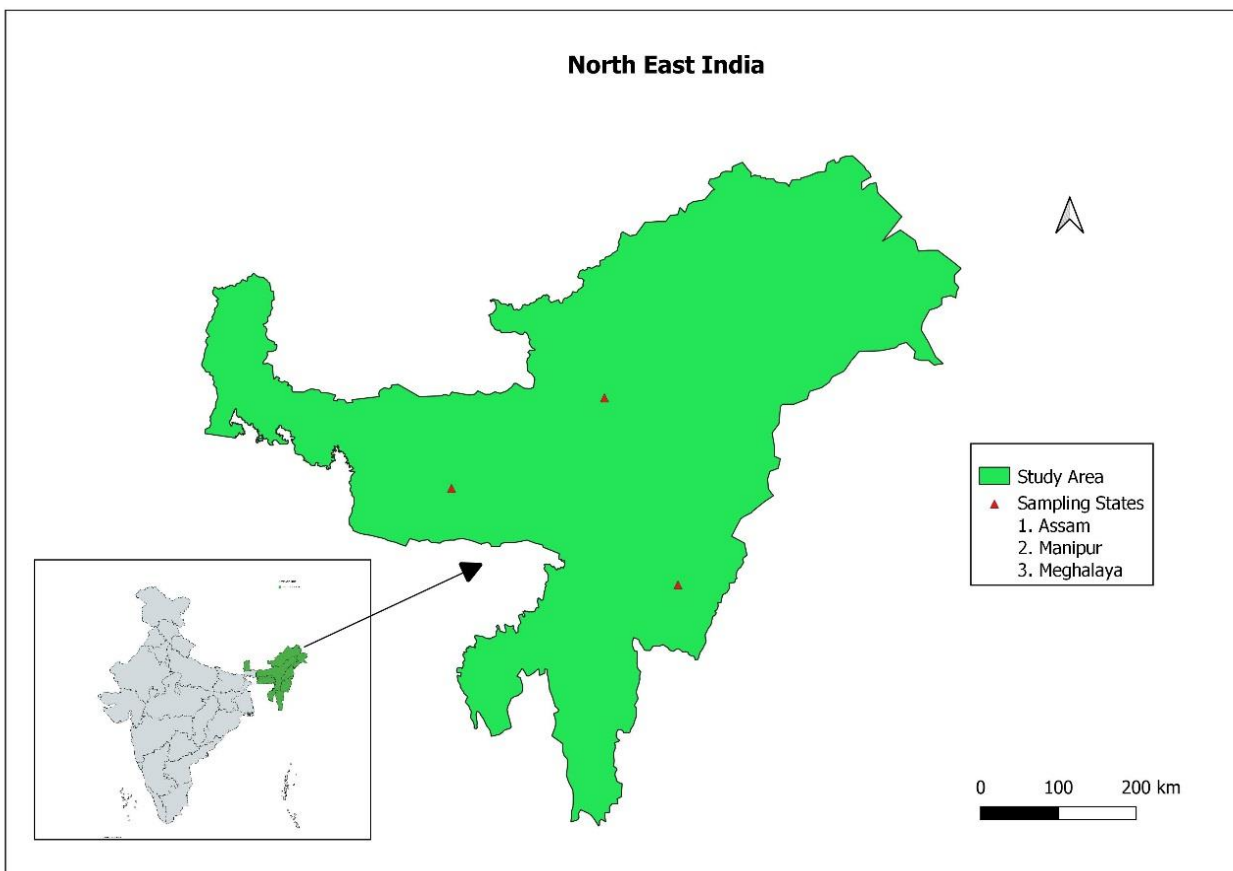 North East India
Study Area
Sampling States
1. Assam
2. Manipur
3. Meghalaya
0 100 200 km